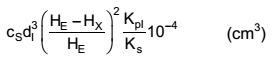 c_S d_l^3 ( (H_E – H_X) / H_E )^2 (K_pl / K_s) 10^–4 (cm^3)